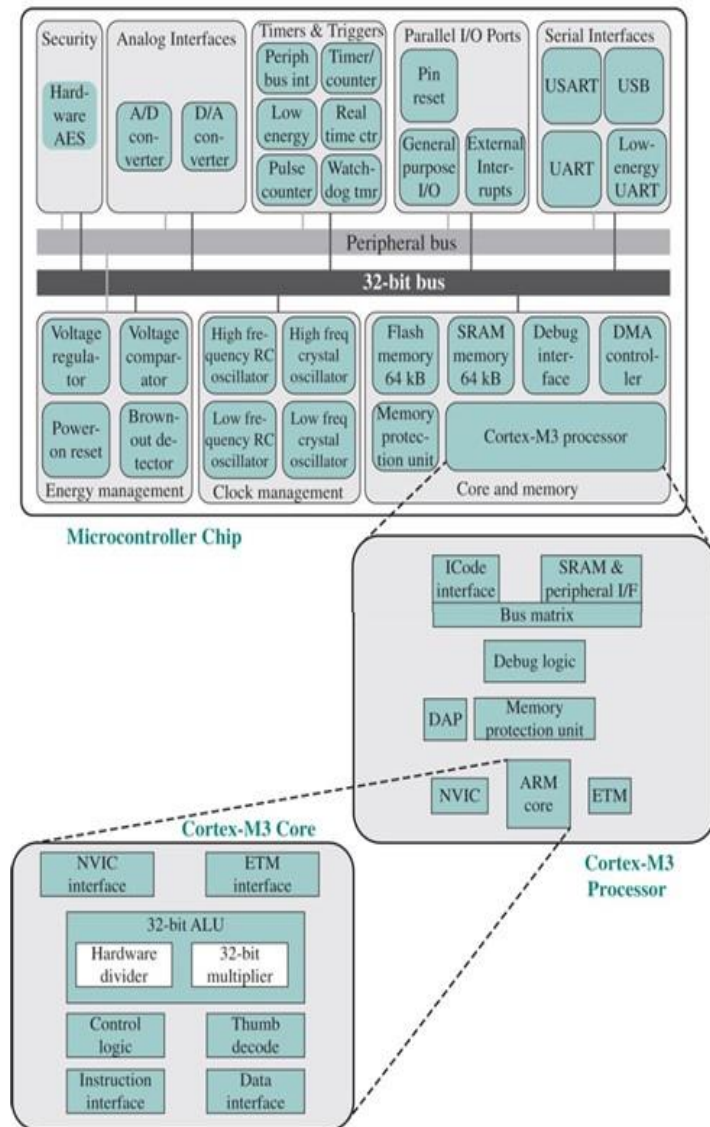 Security
Analog Interfaces
Timers & Triggers
Parallel I/O Ports
Serial Interfaces
Hard-
ware
AES
A/D
con-
verter
D/A
con-
verter
Periph
bus int
Timer/
counter
Low
energy
Real
time ctr
Pulse
counter
Watch-
dog tmr
Pin
reset
General
purpose
I/O
External
Inter-
rupts
USART
USB
UART
Low-
energy
UART
Peripheral bus
32-bit bus
Voltage
regula-
tor
Voltage
compar-
ator
Power-
on reset
Brown-
out de-
tector
Energy management
High fre-
quency RC
oscillator
High freq
crystal
oscillator
Low fre-
quency RC
oscillator
Low freq
crystal
oscillator
Clock management
Flash
memory
64 kB
SRAM
memory
64 kB
Debug
inter-
face
DMA
control-
ler
Memory
protec-
tion unit
Cortex-M3 processor
Core and memory
Microcontroller Chip
ICode
interface
SRAM &
peripheral I/F
Bus matrix
Debug logic
DAP
Memory
protection unit
NVIC
ARM
core
ETM
Cortex-M3
Processor
Cortex-M3 Core
NVIC
interface
ETM
interface
32-bit ALU
Hardware
divider
32-bit
multiplier
Control
logic
Thumb
decode
Instruction
interface
Data
interface